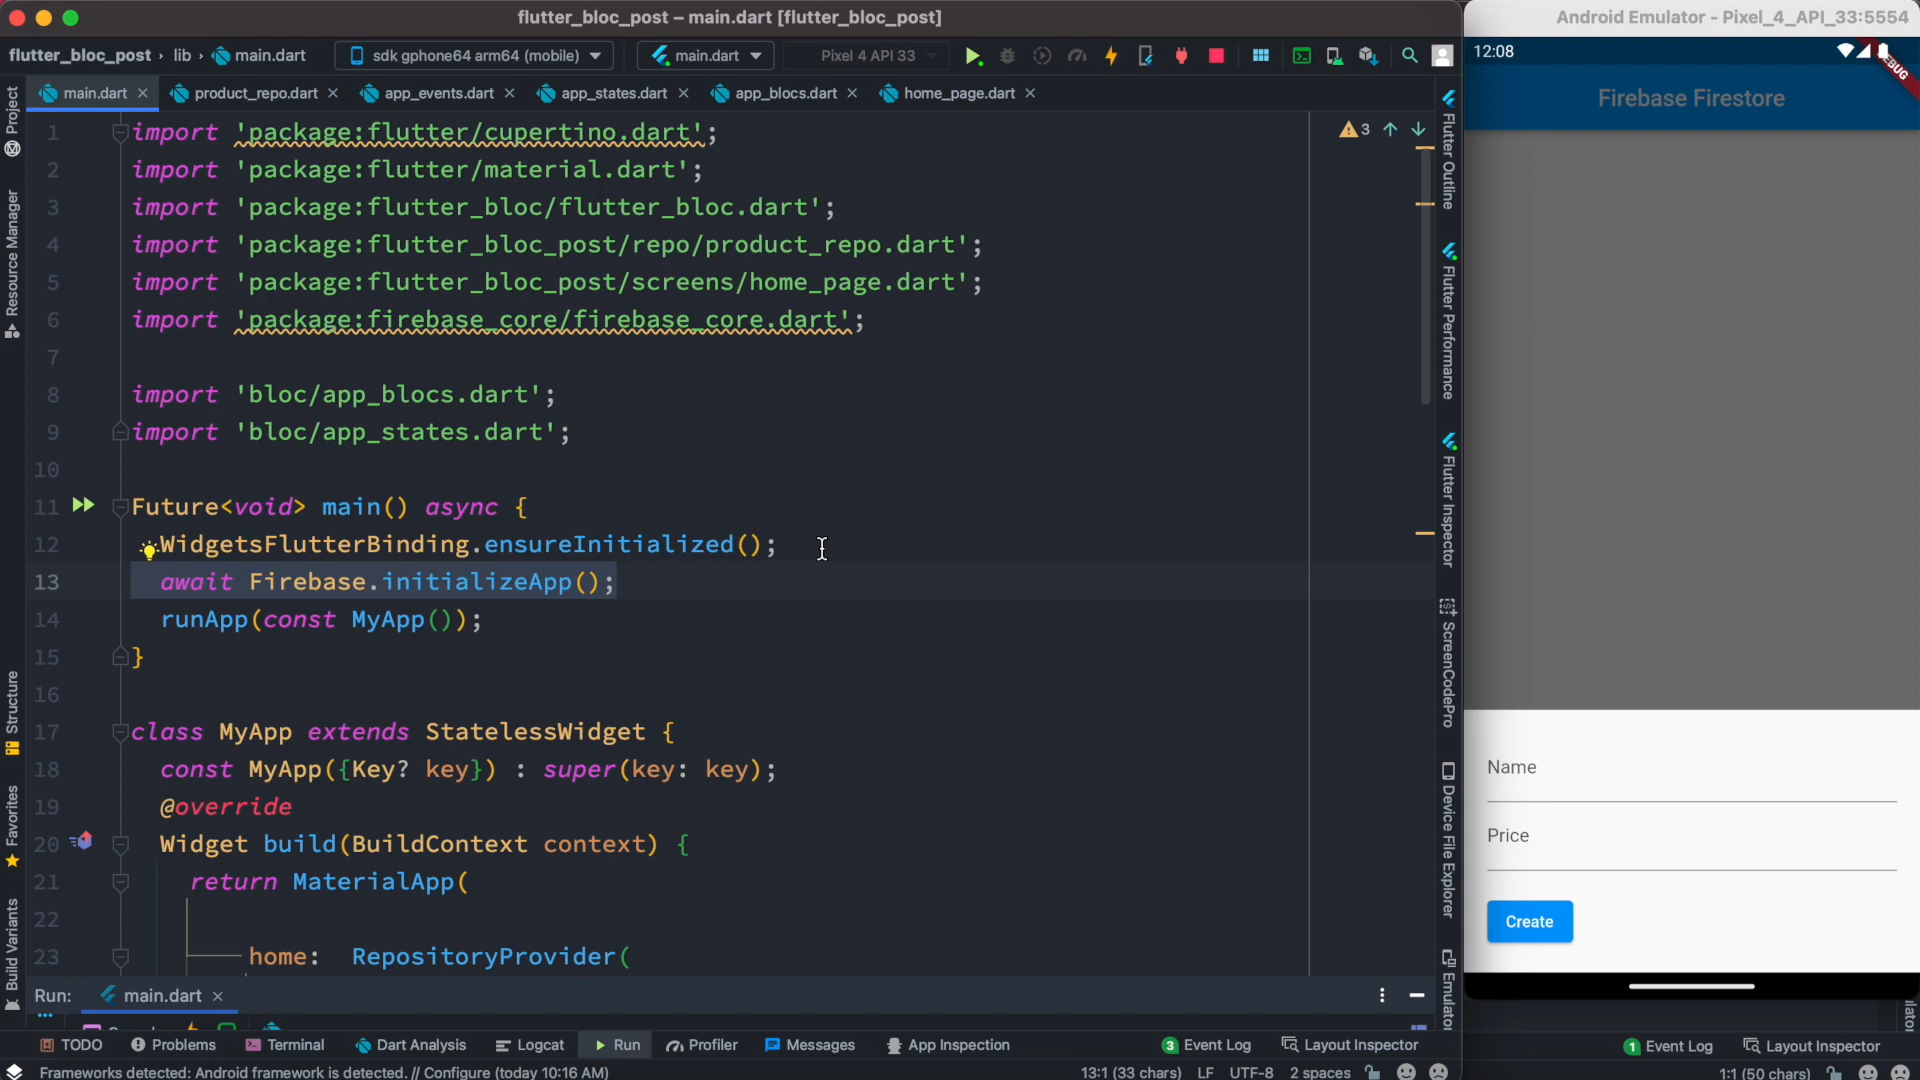 flutter_bloc_post – main.dart [flutter_bloc_post]
Android Emulator - Pixel_4_API_33:5554
flutter_bloc_post › lib › main.dart
sdk gphone64 arm64 (mobile)
main.dart
Pixel 4 API 33
12:08
main.dart
product_repo.dart
app_events.dart
app_states.dart
app_blocs.dart
home_page.dart
Firebase Firestore
3
1 import 'package:flutter/cupertino.dart';
2 import 'package:flutter/material.dart';
3 import 'package:flutter_bloc/flutter_bloc.dart';
4 import 'package:flutter_bloc_post/repo/product_repo.dart';
5 import 'package:flutter_bloc_post/screens/home_page.dart';
6 import 'package:firebase_core/firebase_core.dart';
7
8 import 'bloc/app_blocs.dart';
9 import 'bloc/app_states.dart';
10
11 Future<void> main() async {
12 WidgetsFlutterBinding.ensureInitialized();
13 await Firebase.initializeApp();
14 runApp(const MyApp());
15 }
16
17 class MyApp extends StatelessWidget {
18 const MyApp({Key? key}) : super(key: key);
19 @override
20 Widget build(BuildContext context) {
21 return MaterialApp(
22
23 home: RepositoryProvider(
Project
Resource Manager
Structure
Favorites
Build Variants
Flutter Outline
Flutter Performance
Flutter Inspector
ScreenCodePro
Device File Explorer
Name
Price
Create
Run: main.dart
TODO
Problems
Terminal
Dart Analysis
Logcat
Run
Profiler
Messages
App Inspection
3 Event Log
Layout Inspector
1 Event Log
Layout Inspector
Frameworks detected: Android framework is detected. // Configure (today 10:16 AM)
13:1 (33 chars) LF UTF-8 2 spaces
1:1 (50 chars)